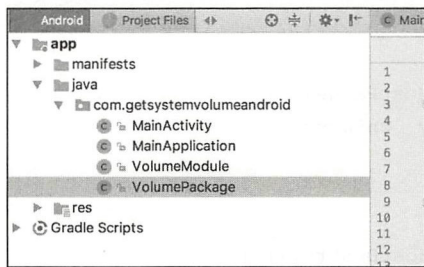 Android Project Files Main
app
manifests
java
com.getsystemvolumeandroid
MainActivity
MainApplication
VolumeModule
VolumePackage
res
Gradle Scripts
1
2
3
4
5
6
7
8
9
10
11
12